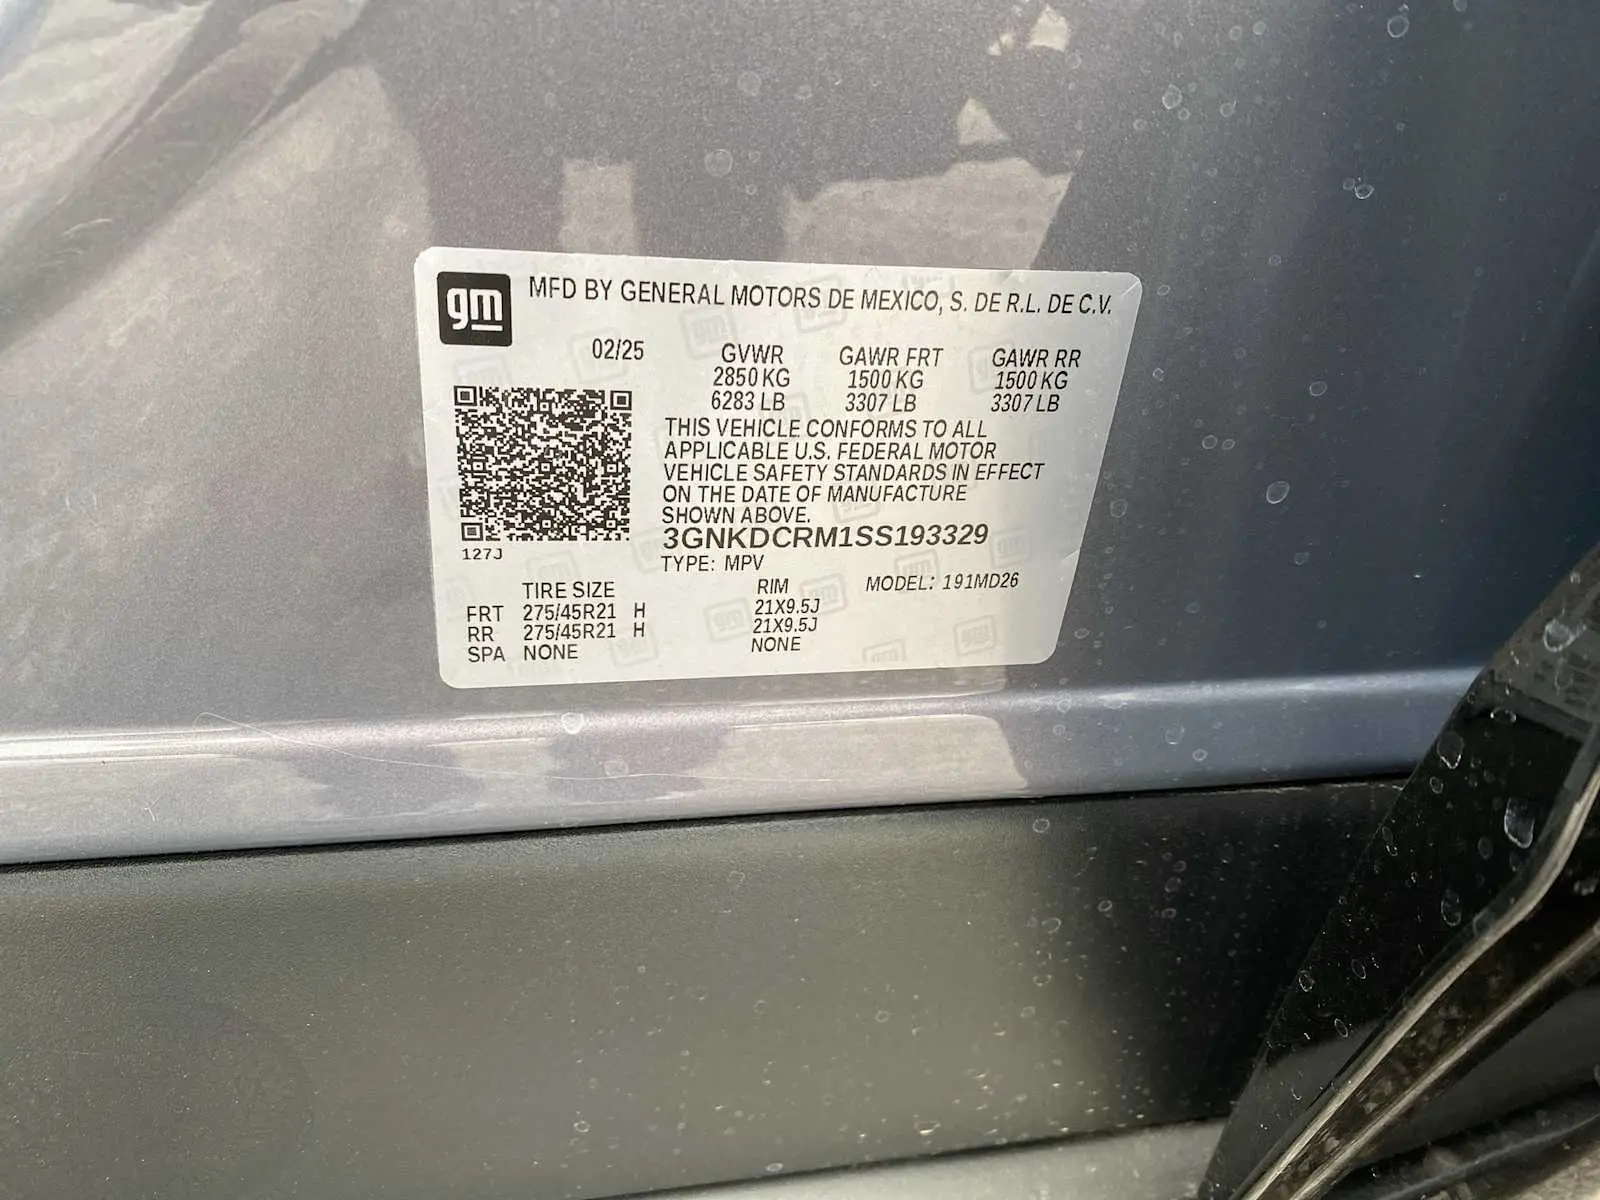 gm
MFD BY GENERAL MOTORS DE MEXICO, S. DE R.L. DE C.V.
02/25 GVWR GAWR FRT GAWR RR
2850 KG 1500 KG 1500 KG
6283 LB 3307 LB 3307 LB
THIS VEHICLE CONFORMS TO ALL
APPLICABLE U.S. FEDERAL MOTOR
VEHICLE SAFETY STANDARDS IN EFFECT
ON THE DATE OF MANUFACTURE
SHOWN ABOVE.
3GNKDCRM1SS193329
127J
TYPE: MPV
TIRE SIZE RIM MODEL: 191MD26
FRT 275/45R21 H 21X9.5J
RR 275/45R21 H 21X9.5J
SPA NONE NONE